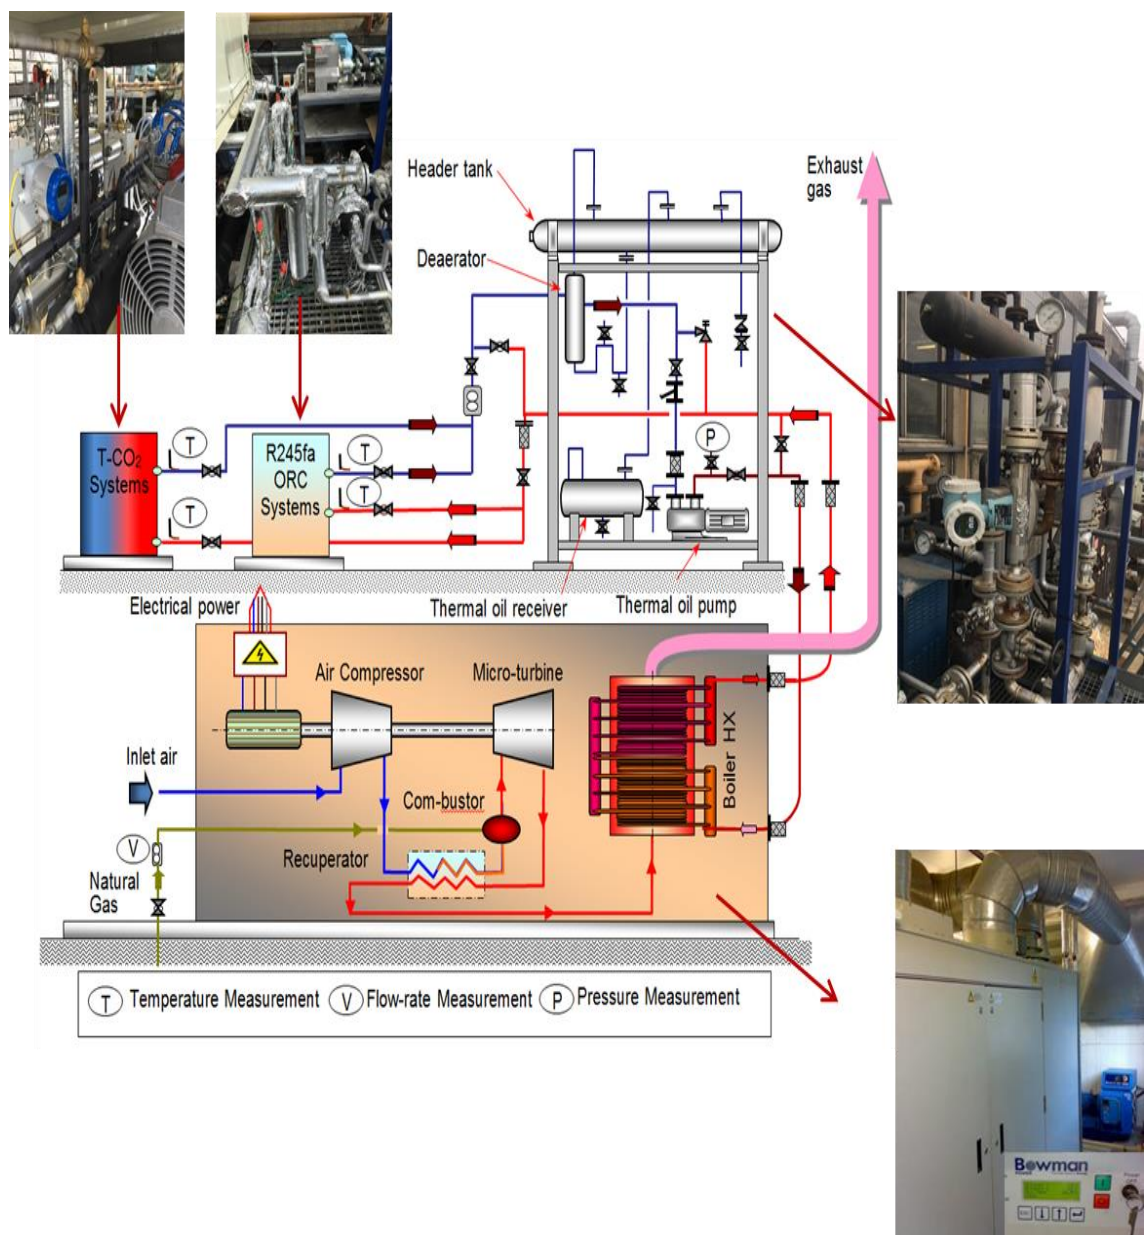 Header tank
Exhaust
gas
Deaerator
T
T
T
T
P
T-CO₂
Systems
R245fa
ORC
Systems
Electrical power
Thermal oil receiver
Thermal oil pump
Air Compressor
Micro-turbine
Inlet air
Com-bustor
Boiler HX
V
Recuperator
Natural
Gas
T Temperature Measurement V Flow-rate Measurement P Pressure Measurement
Bowman